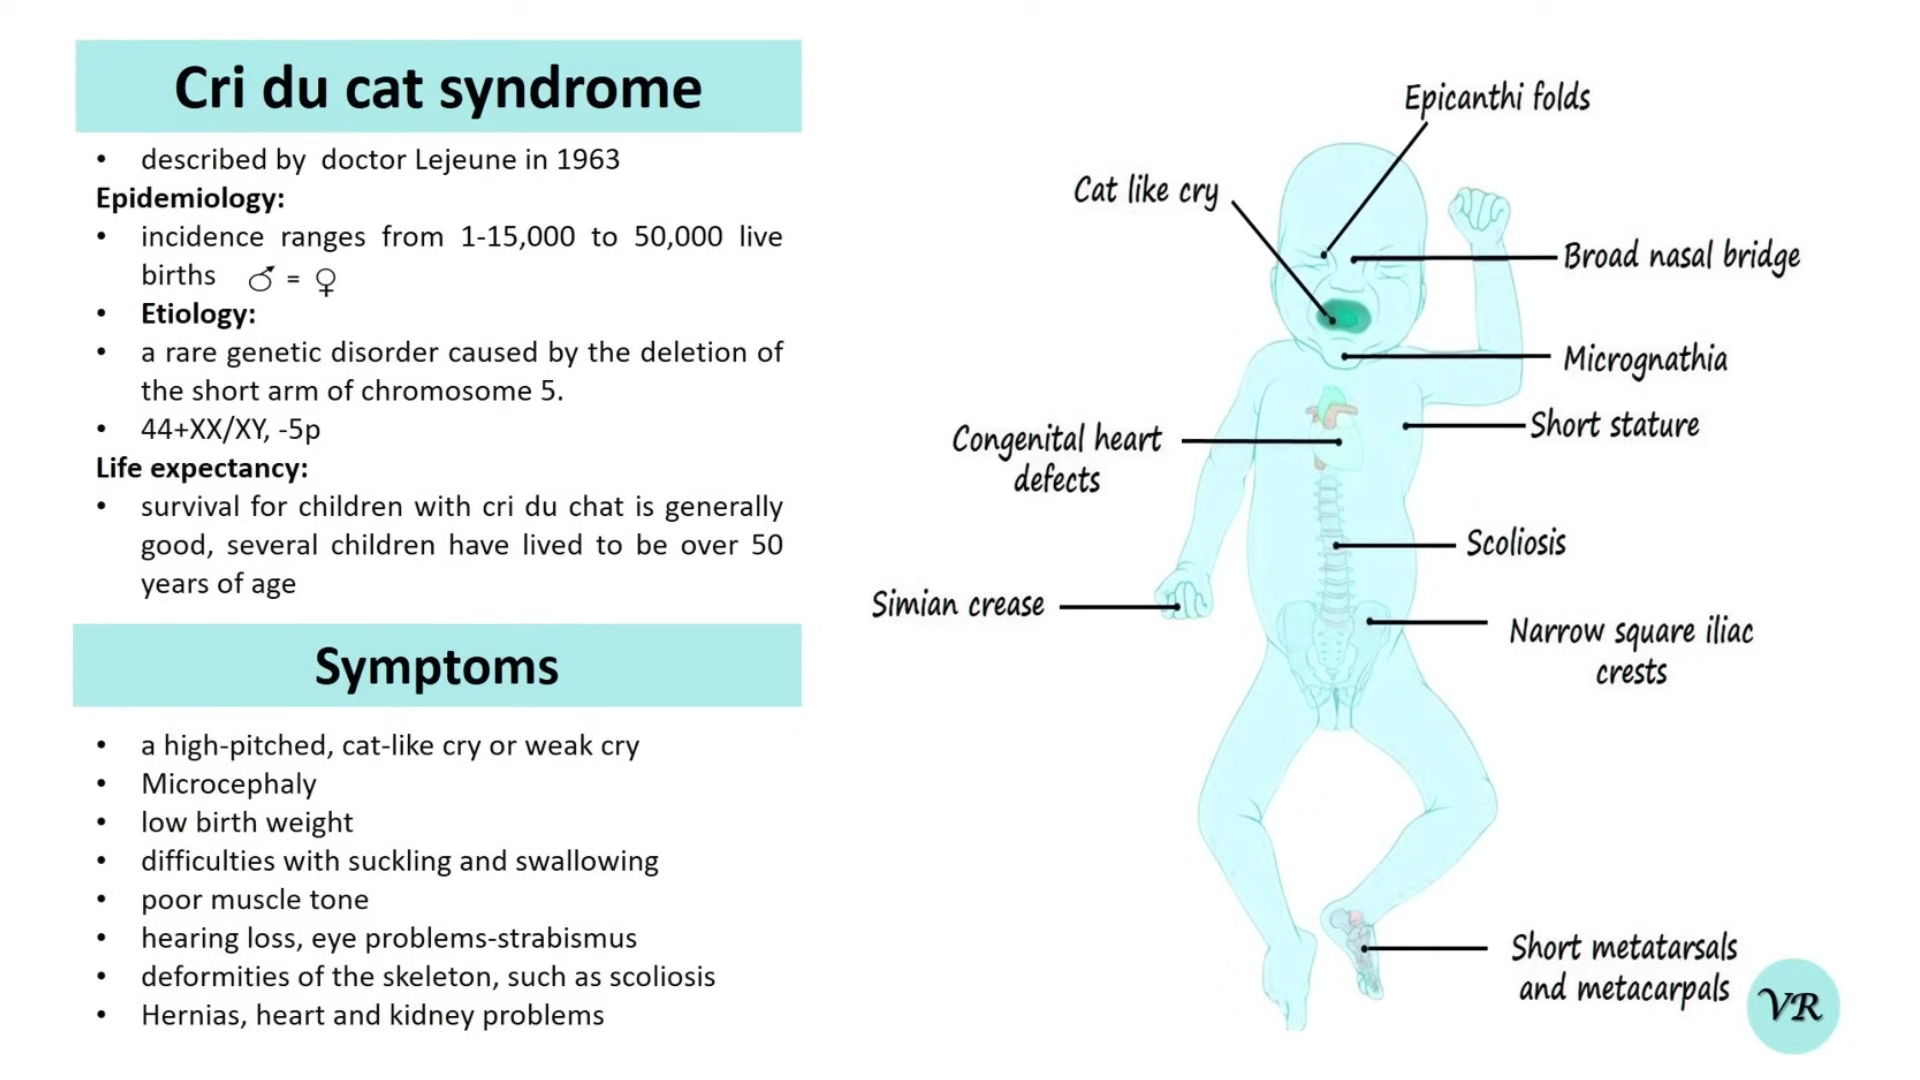 Cri du cat syndrome
• described by doctor Lejeune in 1963
Epidemiology:
• incidence ranges from 1-15,000 to 50,000 live
births ♂ = ♀
• Etiology:
• a rare genetic disorder caused by the deletion of
the short arm of chromosome 5.
• 44+XX/XY, -5p
Life expectancy:
• survival for children with cri du chat is generally
good, several children have lived to be over 50
years of age
Symptoms
• a high-pitched, cat-like cry or weak cry
• Microcephaly
• low birth weight
• difficulties with suckling and swallowing
• poor muscle tone
• hearing loss, eye problems-strabismus
• deformities of the skeleton, such as scoliosis
• Hernias, heart and kidney problems
Epicanthi folds
Cat like cry
Broad nasal bridge
Micrognathia
Short stature
Congenital heart
defects
Scoliosis
Simian crease
Narrow square iliac
crests
Short metatarsals
and metacarpals
VR